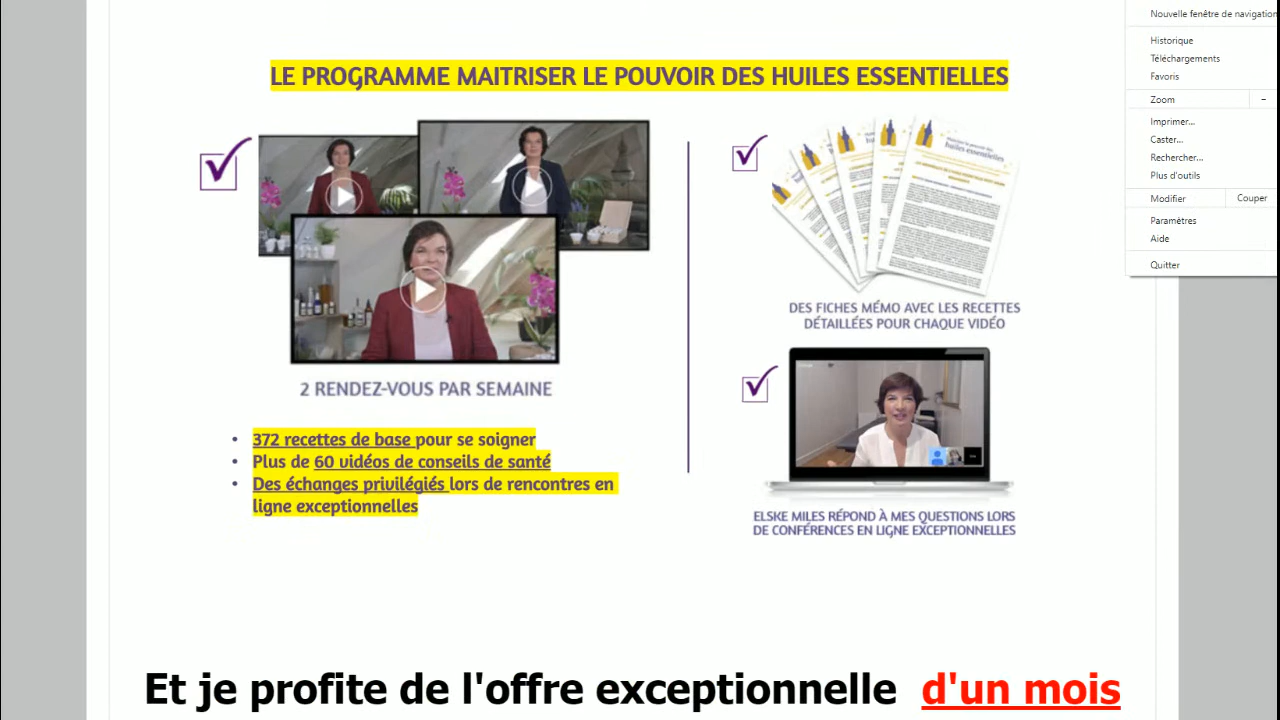 LE PROGRAMME MAITRISER LE POUVOIR DES HUILES ESSENTIELLES
2 RENDEZ-VOUS PAR SEMAINE
• 372 recettes de base pour se soigner
• Plus de 60 vidéos de conseils de santé
• Des échanges privilégiés lors de rencontres en
ligne exceptionnelles
huiles essentielles
DES FICHES MÉMO AVEC LES RECETTES
DÉTAILLÉES POUR CHAQUE VIDÉO
ELSKE MILES RÉPOND À MES QUESTIONS LORS
DE CONFÉRENCES EN LIGNE EXCEPTIONNELLES
Et je profite de l'offre exceptionnelle d'un mois
Nouvelle fenêtre de navigation
Historique
Téléchargements
Favoris
Zoom −
Imprimer...
Caster...
Rechercher...
Plus d'outils
Modifier Couper
Paramètres
Aide
Quitter